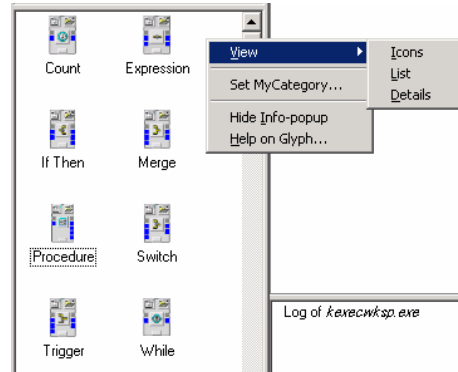 Count Expression
If Then Merge
Procedure Switch
Trigger While
View
Set MyCategory...
Hide Info-popup
Help on Glyph...
Icons
List
Details
Log of kexecwksp.exe